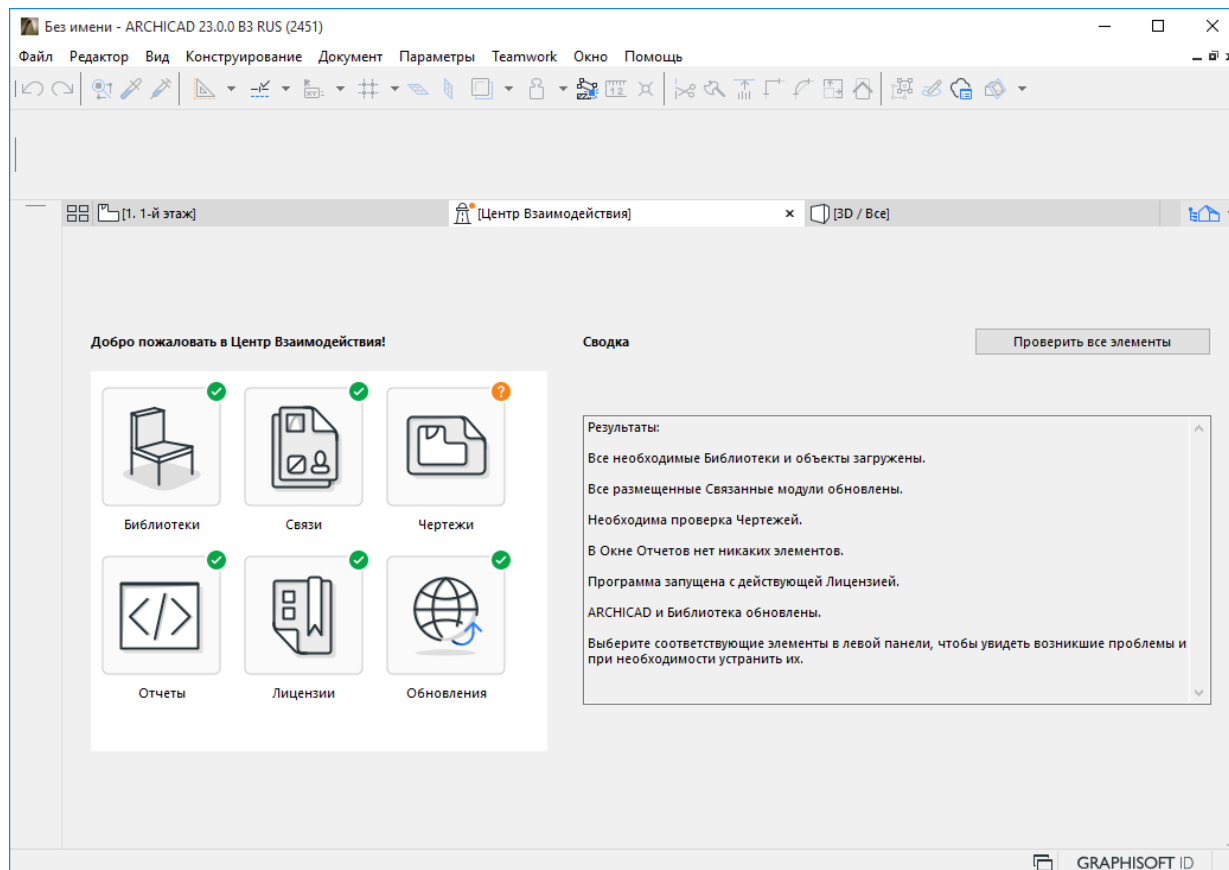 Без имени - ARCHICAD 23.0.0 B3 RUS (2451)
Файл Редактор Вид Конструирование Документ Параметры Teamwork Окно Помощь
[1. 1-й этаж] [Центр Взаимодействия] [3D / Все]
Добро пожаловать в Центр Взаимодействия!
Сводка
Проверить все элементы
Библиотеки Связи Чертежи
Отчеты Лицензии Обновления
Результаты:
Все необходимые Библиотеки и объекты загружены.
Все размещенные Связанные модули обновлены.
Необходима проверка Чертежей.
В Окне Отчетов нет никаких элементов.
Программа запущена с действующей Лицензией.
ARCHICAD и Библиотека обновлены.
Выберите соответствующие элементы в левой панели, чтобы увидеть возникшие проблемы и
при необходимости устранить их.
GRAPHISOFT ID